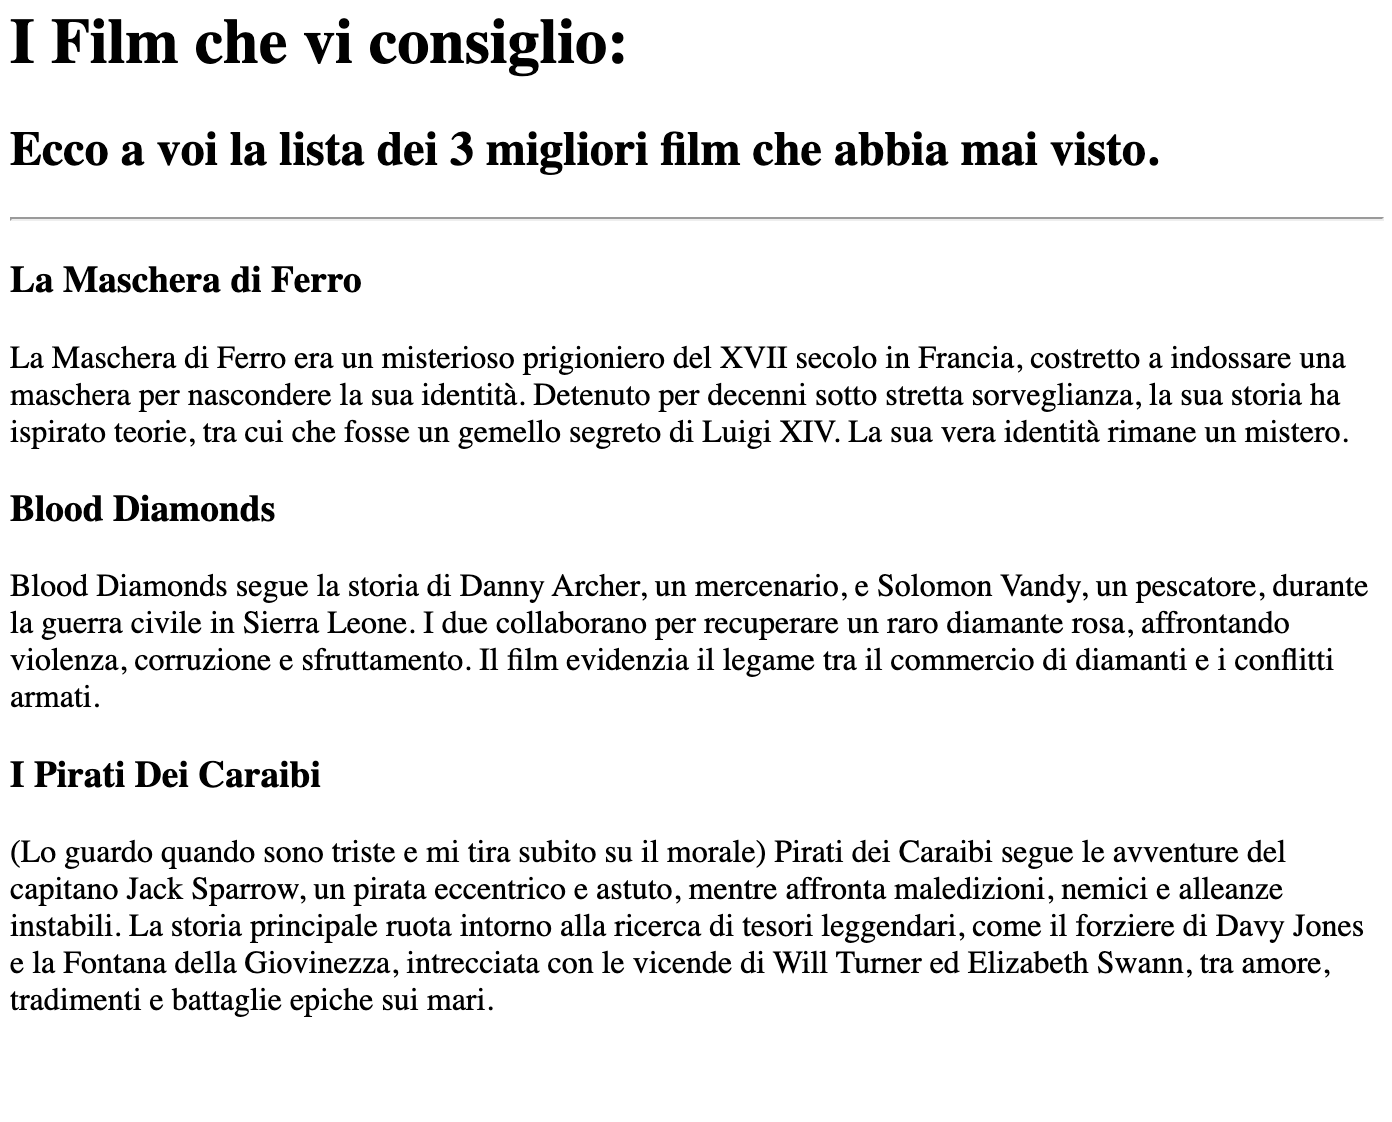 I Film che vi consiglio:
Ecco a voi la lista dei 3 migliori film che abbia mai visto.
La Maschera di Ferro
La Maschera di Ferro era un misterioso prigioniero del XVII secolo in Francia, costretto a indossare una
maschera per nascondere la sua identità. Detenuto per decenni sotto stretta sorveglianza, la sua storia ha
ispirato teorie, tra cui che fosse un gemello segreto di Luigi XIV. La sua vera identità rimane un mistero.
Blood Diamonds
Blood Diamonds segue la storia di Danny Archer, un mercenario, e Solomon Vandy, un pescatore, durante
la guerra civile in Sierra Leone. I due collaborano per recuperare un raro diamante rosa, affrontando
violenza, corruzione e sfruttamento. Il film evidenzia il legame tra il commercio di diamanti e i conflitti
armati.
I Pirati Dei Caraibi
(Lo guardo quando sono triste e mi tira subito su il morale) Pirati dei Caraibi segue le avventure del
capitano Jack Sparrow, un pirata eccentrico e astuto, mentre affronta maledizioni, nemici e alleanze
instabili. La storia principale ruota intorno alla ricerca di tesori leggendari, come il forziere di Davy Jones
e la Fontana della Giovinezza, intrecciata con le vicende di Will Turner ed Elizabeth Swann, tra amore,
tradimenti e battaglie epiche sui mari.